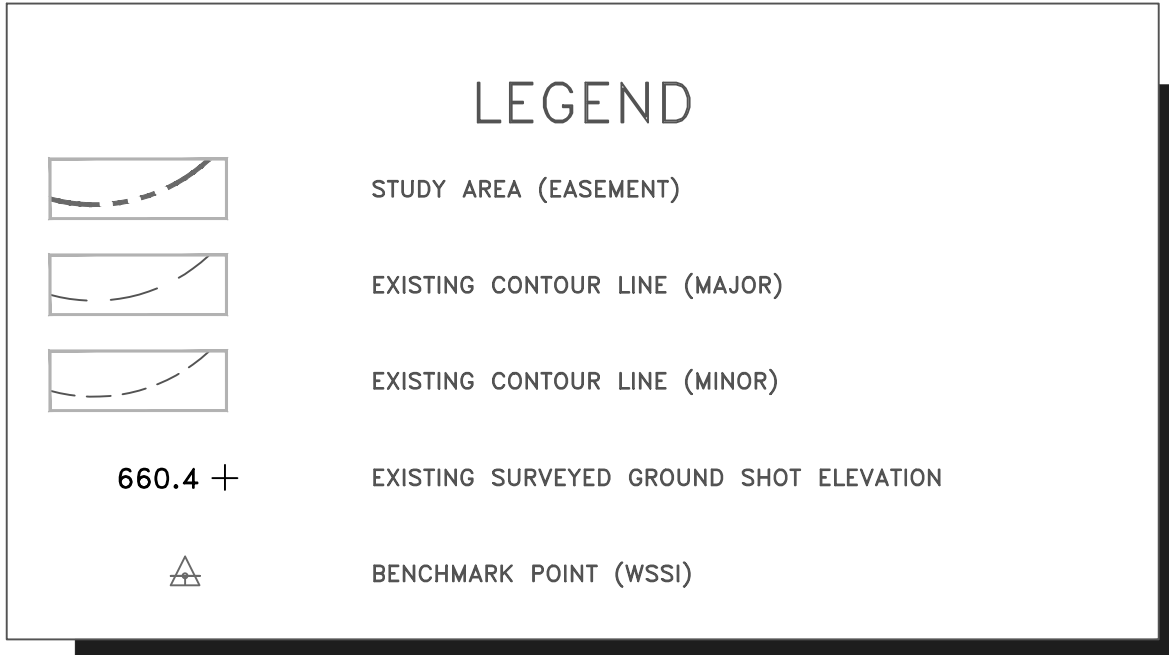 LEGEND
STUDY AREA (EASEMENT)
EXISTING CONTOUR LINE (MAJOR)
EXISTING CONTOUR LINE (MINOR)
660.4 + EXISTING SURVEYED GROUND SHOT ELEVATION
BENCHMARK POINT (WSSI)